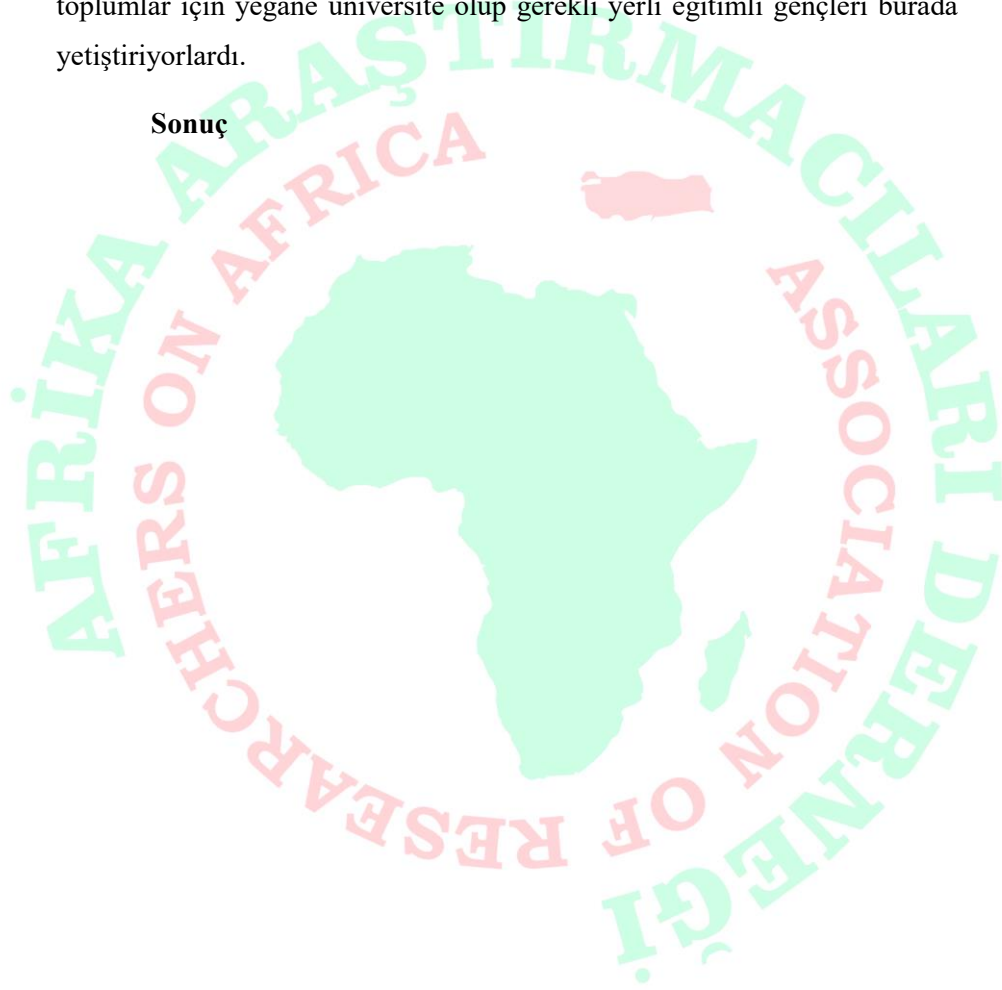 toplumlar için yegâne üniversite olup gerekli yerli eğitimli gençleri burada
yetiştiriyorlardı.
Sonuç
AFRİKA ARAŞTIRMACILARI DERNEĞİ
ASSOCIATION OF RESEARCHERS ON AFRICA